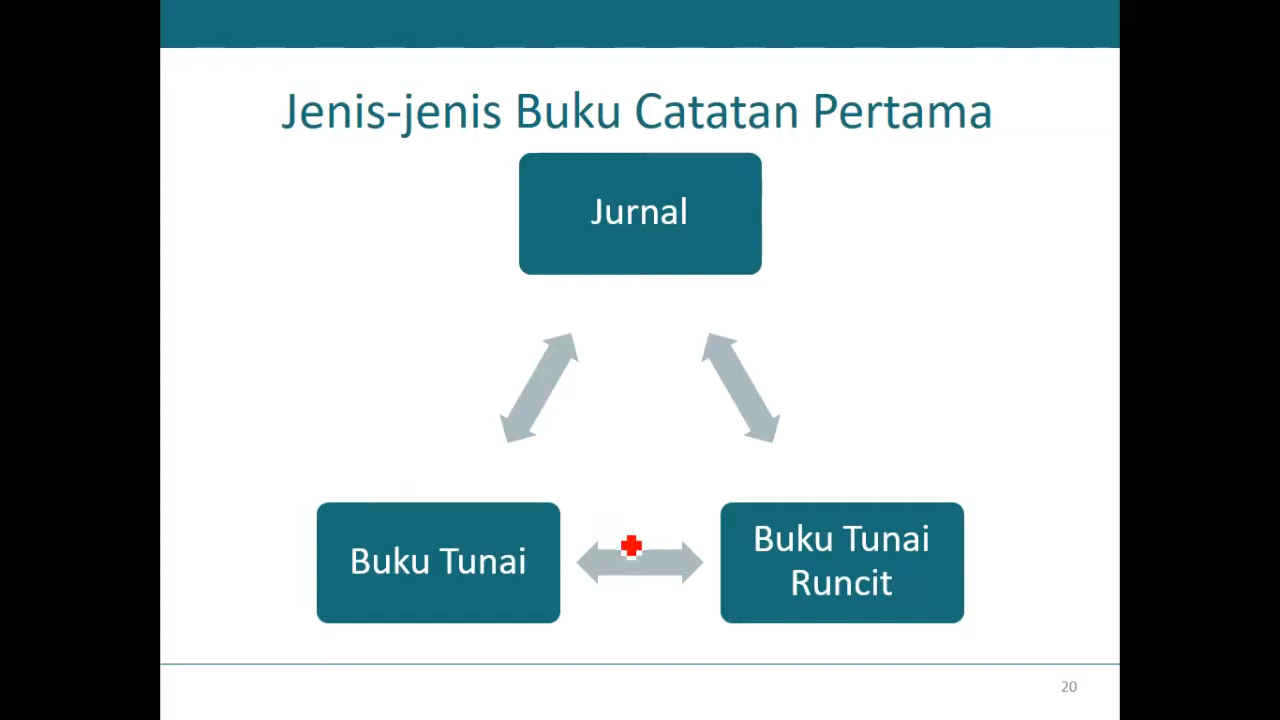 Jenis-jenis Buku Catatan Pertama
Jurnal
Buku Tunai
Buku Tunai
Runcit
20